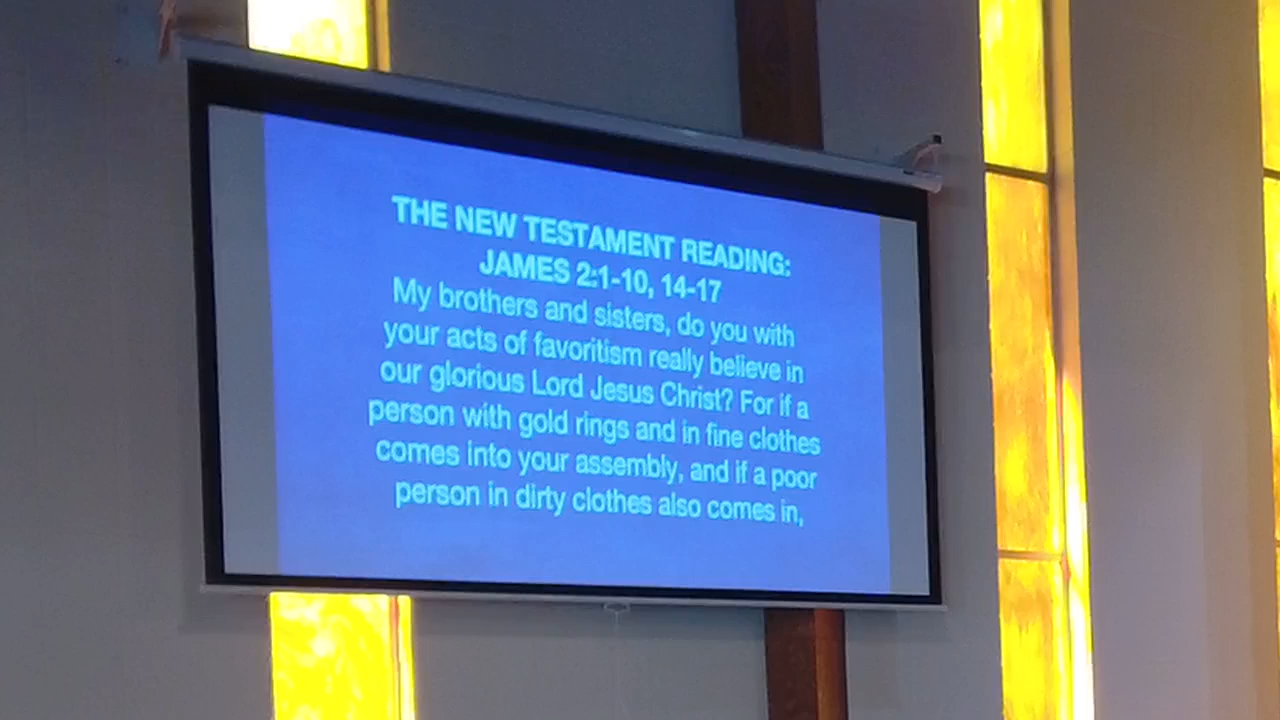 THE NEW TESTAMENT READING:
JAMES 2:1-10, 14-17
My brothers and sisters, do you with
your acts of favoritism really believe in
our glorious Lord Jesus Christ? For if a
person with gold rings and in fine clothes
comes into your assembly, and if a poor
person in dirty clothes also comes in,